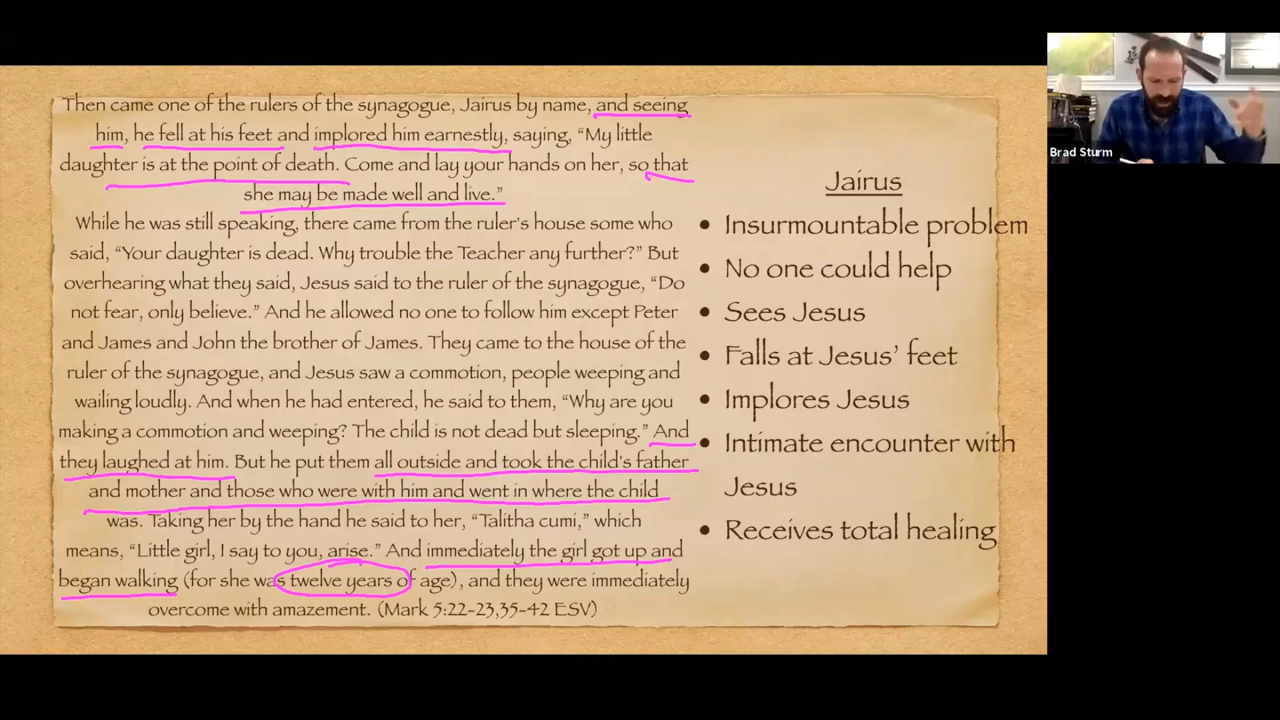 Then came one of the rulers of the synagogue, Jairus by name, and seeing
him, he fell at his feet and implored him earnestly, saying, “My little
daughter is at the point of death. Come and lay your hands on her, so that
she may be made well and live.”
While he was still speaking, there came from the ruler's house some who
said, “Your daughter is dead. Why trouble the Teacher any further?” But
overhearing what they said, Jesus said to the ruler of the synagogue, “Do
not fear, only believe.” And he allowed no one to follow him except Peter
and James and John the brother of James. They came to the house of the
ruler of the synagogue, and Jesus saw a commotion, people weeping and
wailing loudly. And when he had entered, he said to them, “Why are you
making a commotion and weeping? The child is not dead but sleeping.” And
they laughed at him. But he put them all outside and took the child's father
and mother and those who were with him and went in where the child
was. Taking her by the hand he said to her, “Talitha cumi,” which
means, “Little girl, I say to you, arise.” And immediately the girl got up and
began walking (for she was twelve years of age), and they were immediately
overcome with amazement. (Mark 5:22-23,35-42 ESV)
Jairus
• Insurmountable problem
• No one could help
• Sees Jesus
• Falls at Jesus’ feet
• Implores Jesus
• Intimate encounter with
Jesus
• Receives total healing
Brad Sturm